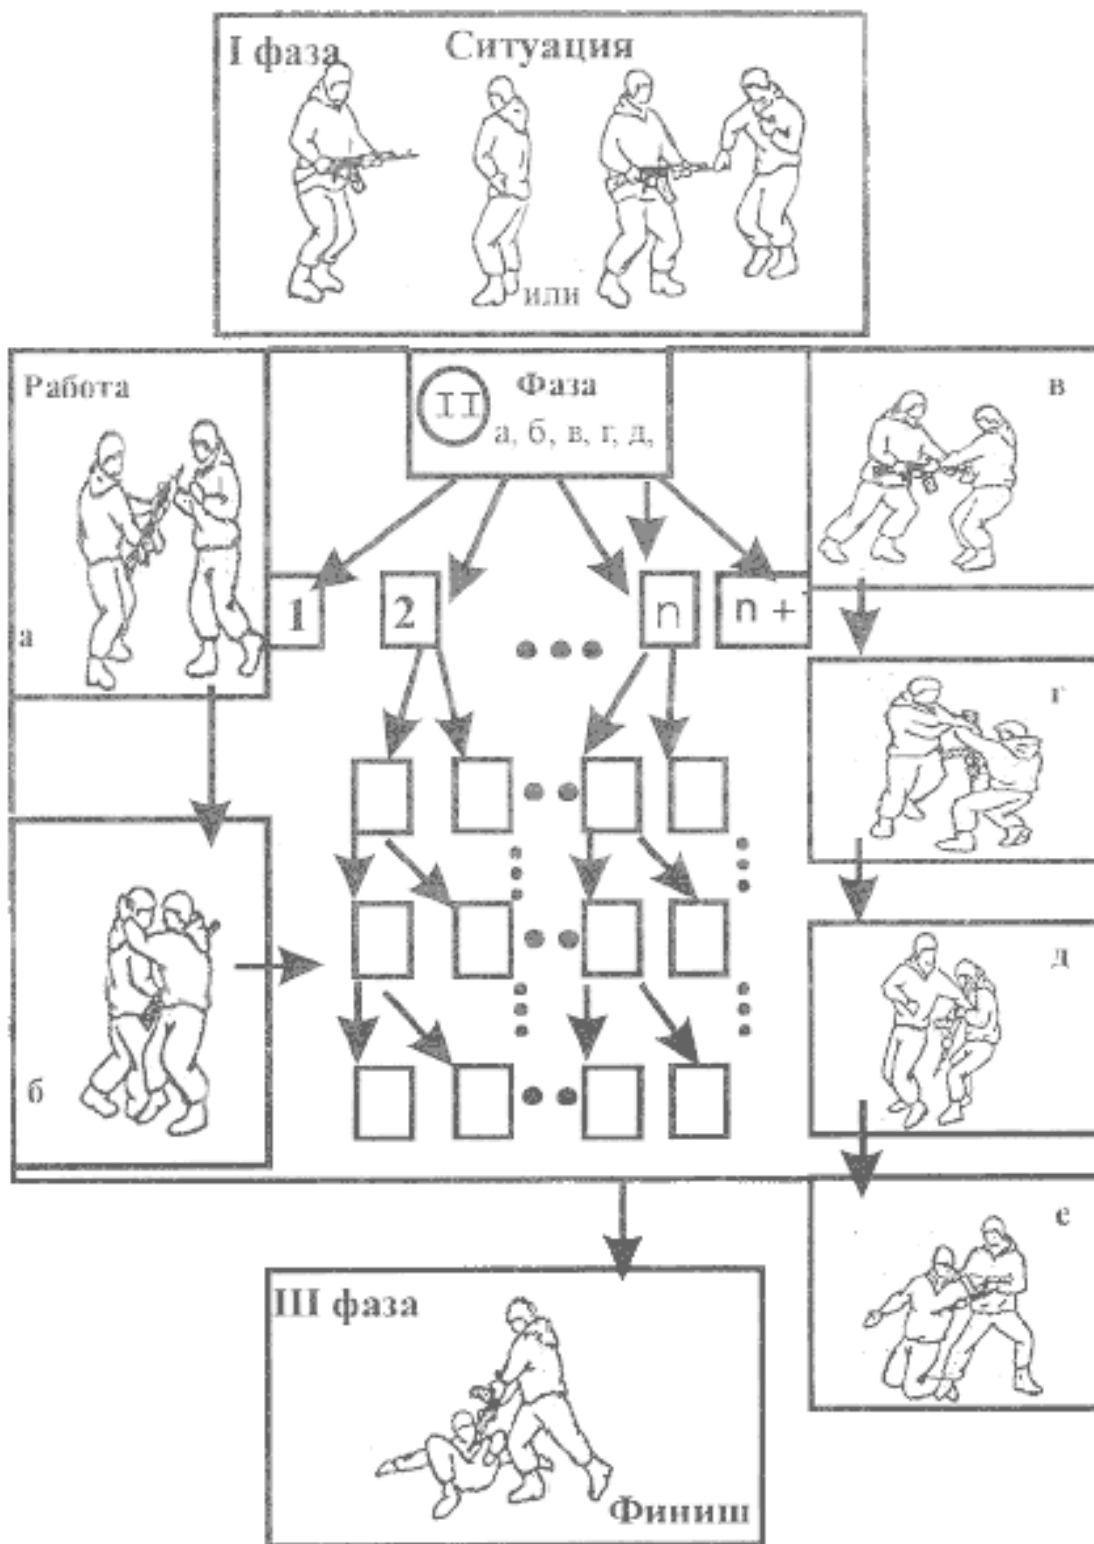 I фаза
Ситуация
или
Работа
II
Фаза
а, б, в, г, д,
в
1
2
n
n +
а
г
д
б
е
III фаза
Финиш